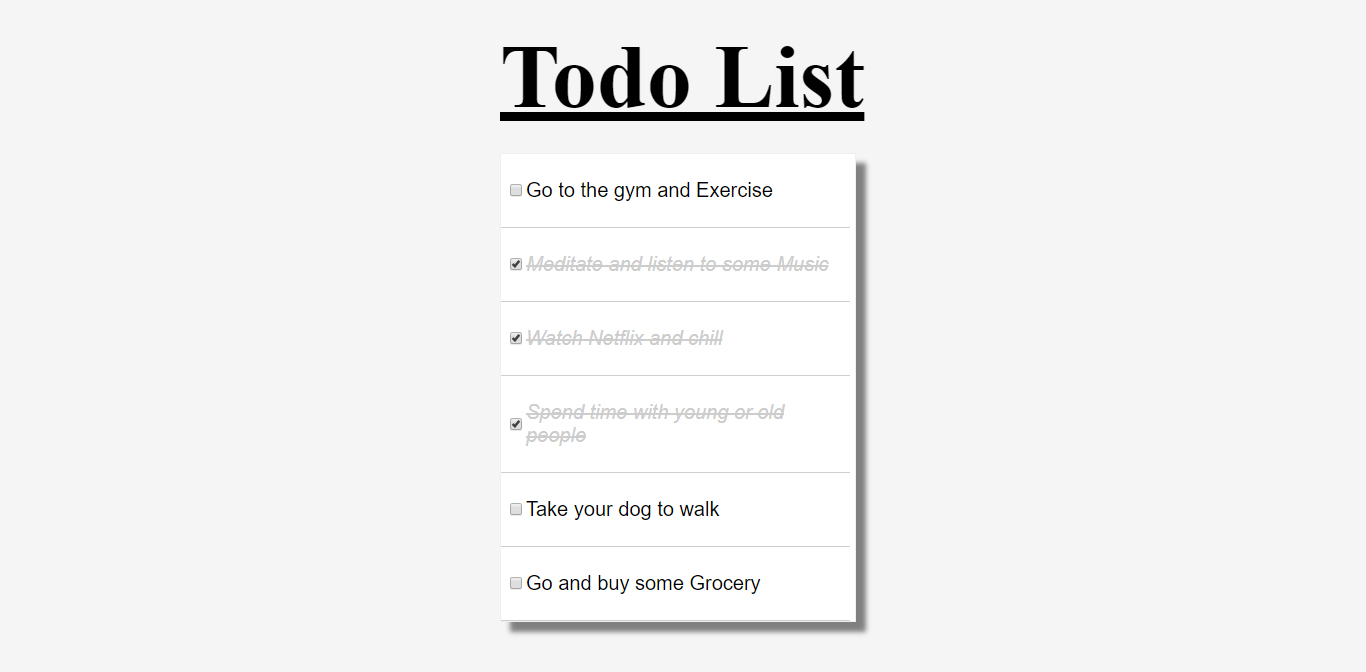 Todo List
Go to the gym and Exercise
Meditate and listen to some Music
Watch Netflix and chill
Spend time with young or old
people
Take your dog to walk
Go and buy some Grocery